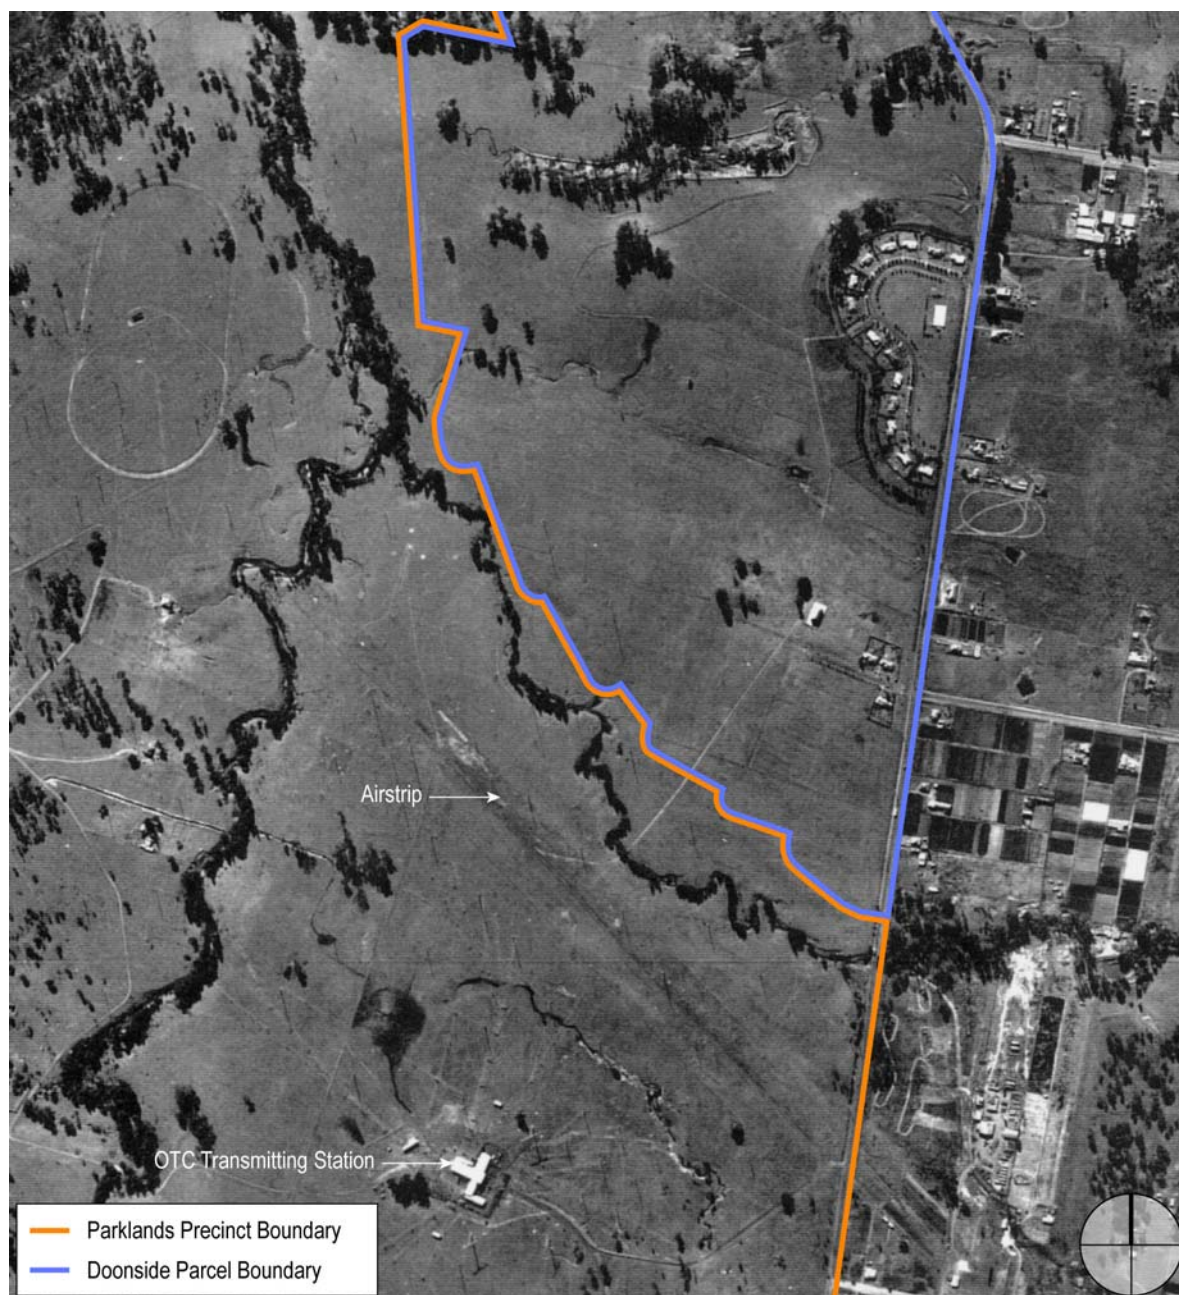 Airstrip
OTC Transmitting Station
Parklands Precinct Boundary
Doonside Parcel Boundary